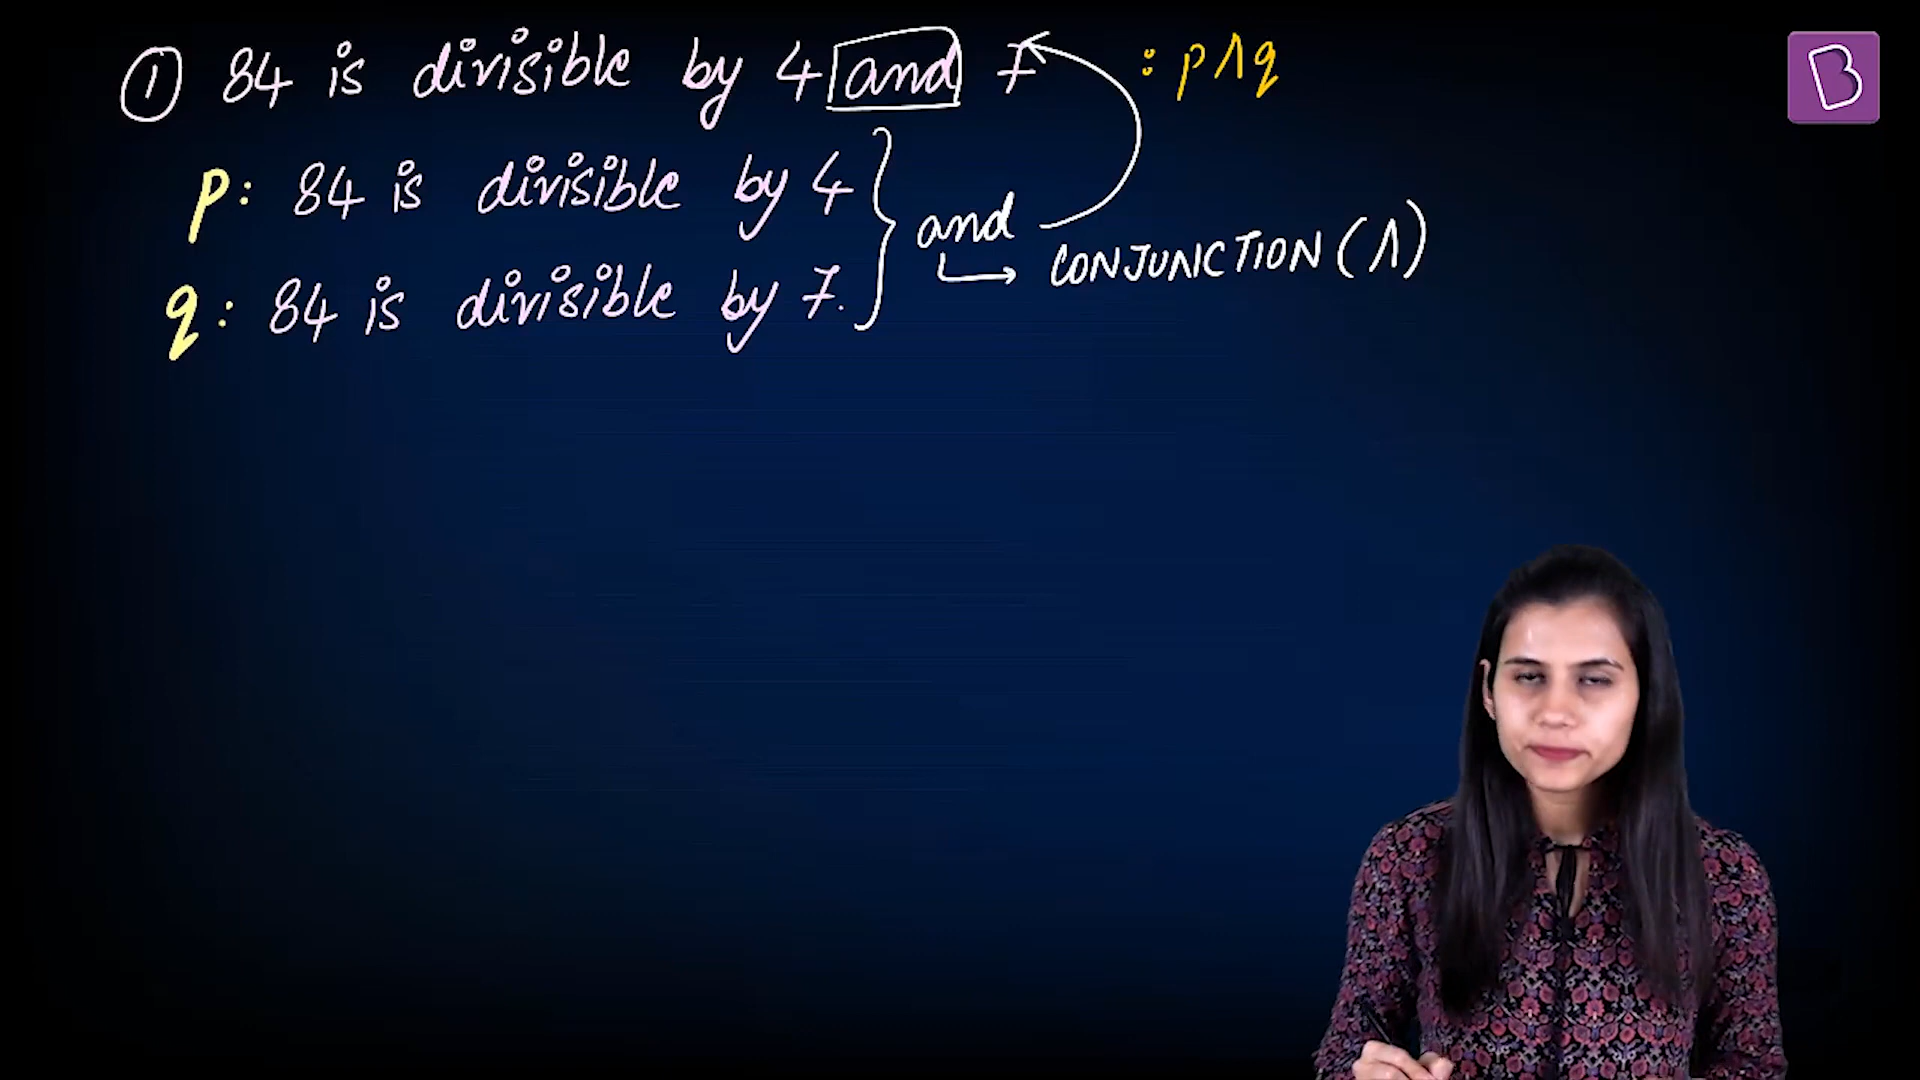 ① 84 is divisible by 4 and 7 : p ∧ q
p: 84 is divisible by 4
and
q: 84 is divisible by 7.
CONJUNCTION (∧)
B